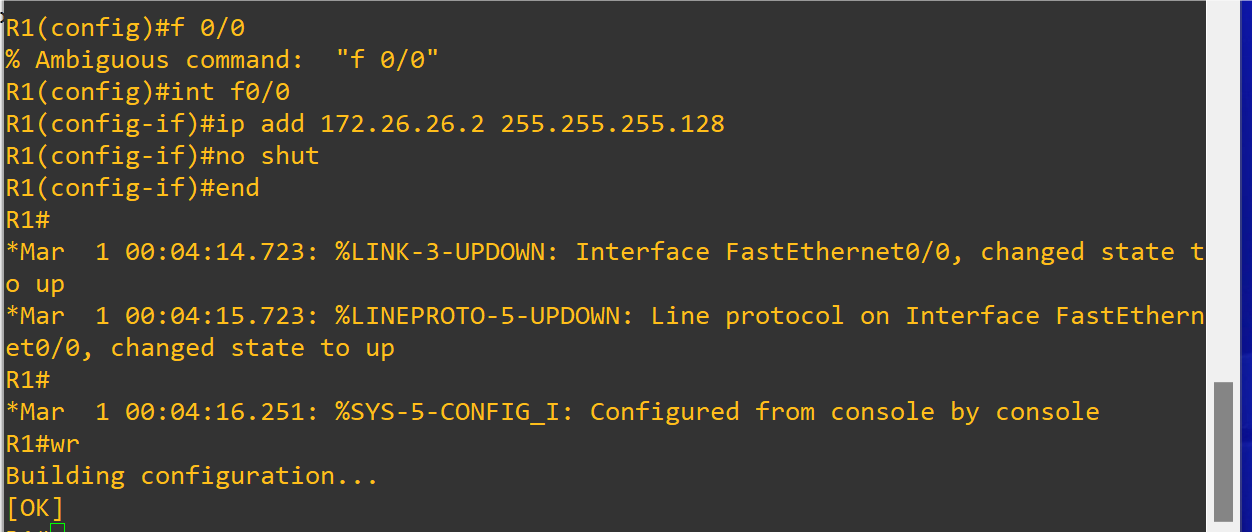 R1(config)#f 0/0
% Ambiguous command:  "f 0/0"
R1(config)#int f0/0
R1(config-if)#ip add 172.26.26.2 255.255.255.128
R1(config-if)#no shut
R1(config-if)#end
R1#
*Mar  1 00:04:14.723: %LINK-3-UPDOWN: Interface FastEthernet0/0, changed state t
o up
*Mar  1 00:04:15.723: %LINEPROTO-5-UPDOWN: Line protocol on Interface FastEthern
et0/0, changed state to up
R1#
*Mar  1 00:04:16.251: %SYS-5-CONFIG_I: Configured from console by console
R1#wr
Building configuration...
[OK]